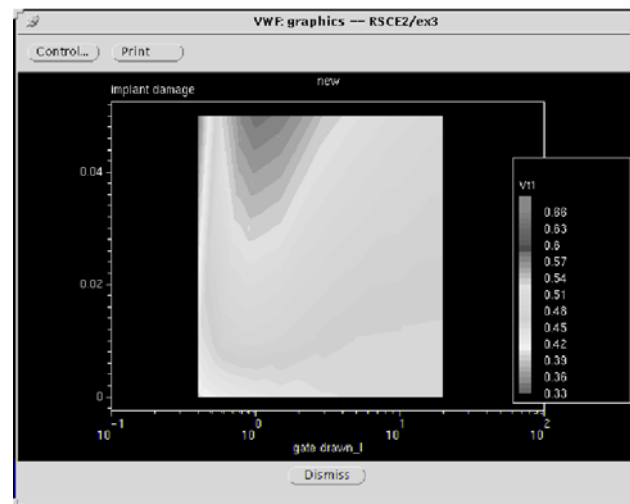 VWF: graphics –– RSCE2/ex3
Control... Print
new
implant damage
0.04
0.02
0
10^-1 10^0 10^1 10^2
10^0
gate drawn_l
Vt1
0.66
0.63
0.6
0.57
0.54
0.51
0.48
0.45
0.42
0.39
0.36
0.33
Dismiss